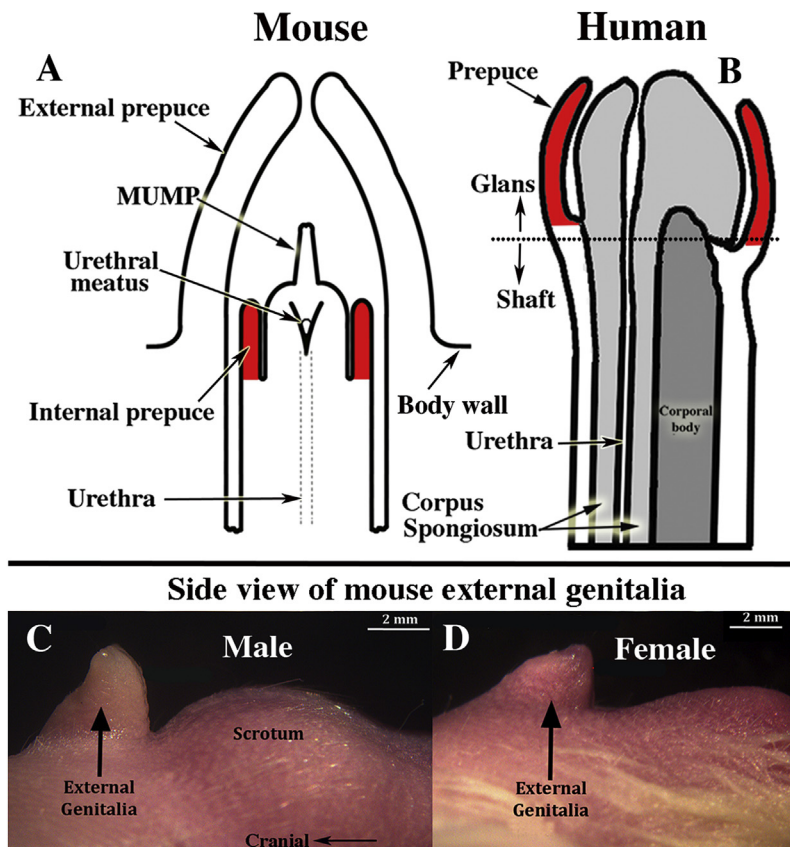 Mouse
Human
A
External prepuce
MUMP
Urethral
meatus
Internal prepuce
Body wall
Urethra
Prepuce
B
Glans
Shaft
Corporal
body
Urethra
Corpus
Spongiosum
Side view of mouse external genitalia
C
Male
2 mm
Scrotum
External
Genitalia
Cranial
D
Female
2 mm
External
Genitalia